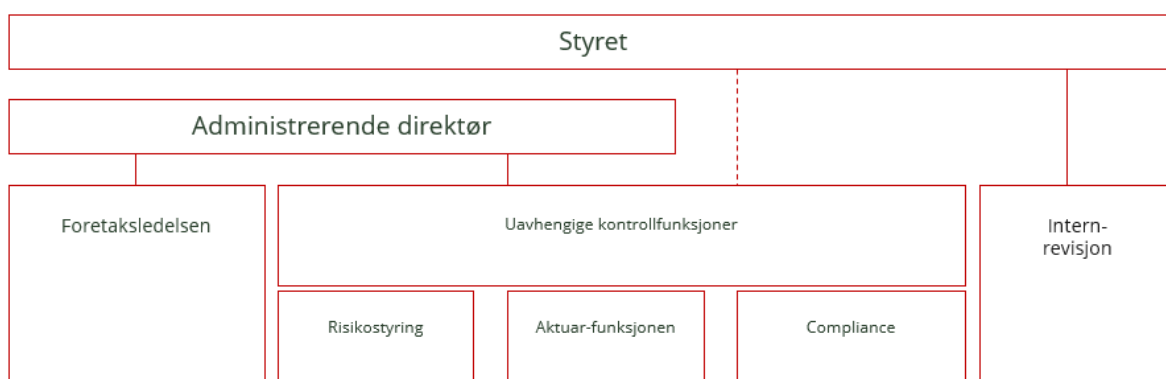 Styret
Administrerende direktør
Foretaksledelsen
Uavhengige kontrollfunksjoner
Intern-
revisjon
Risikostyring
Aktuar-funksjonen
Compliance